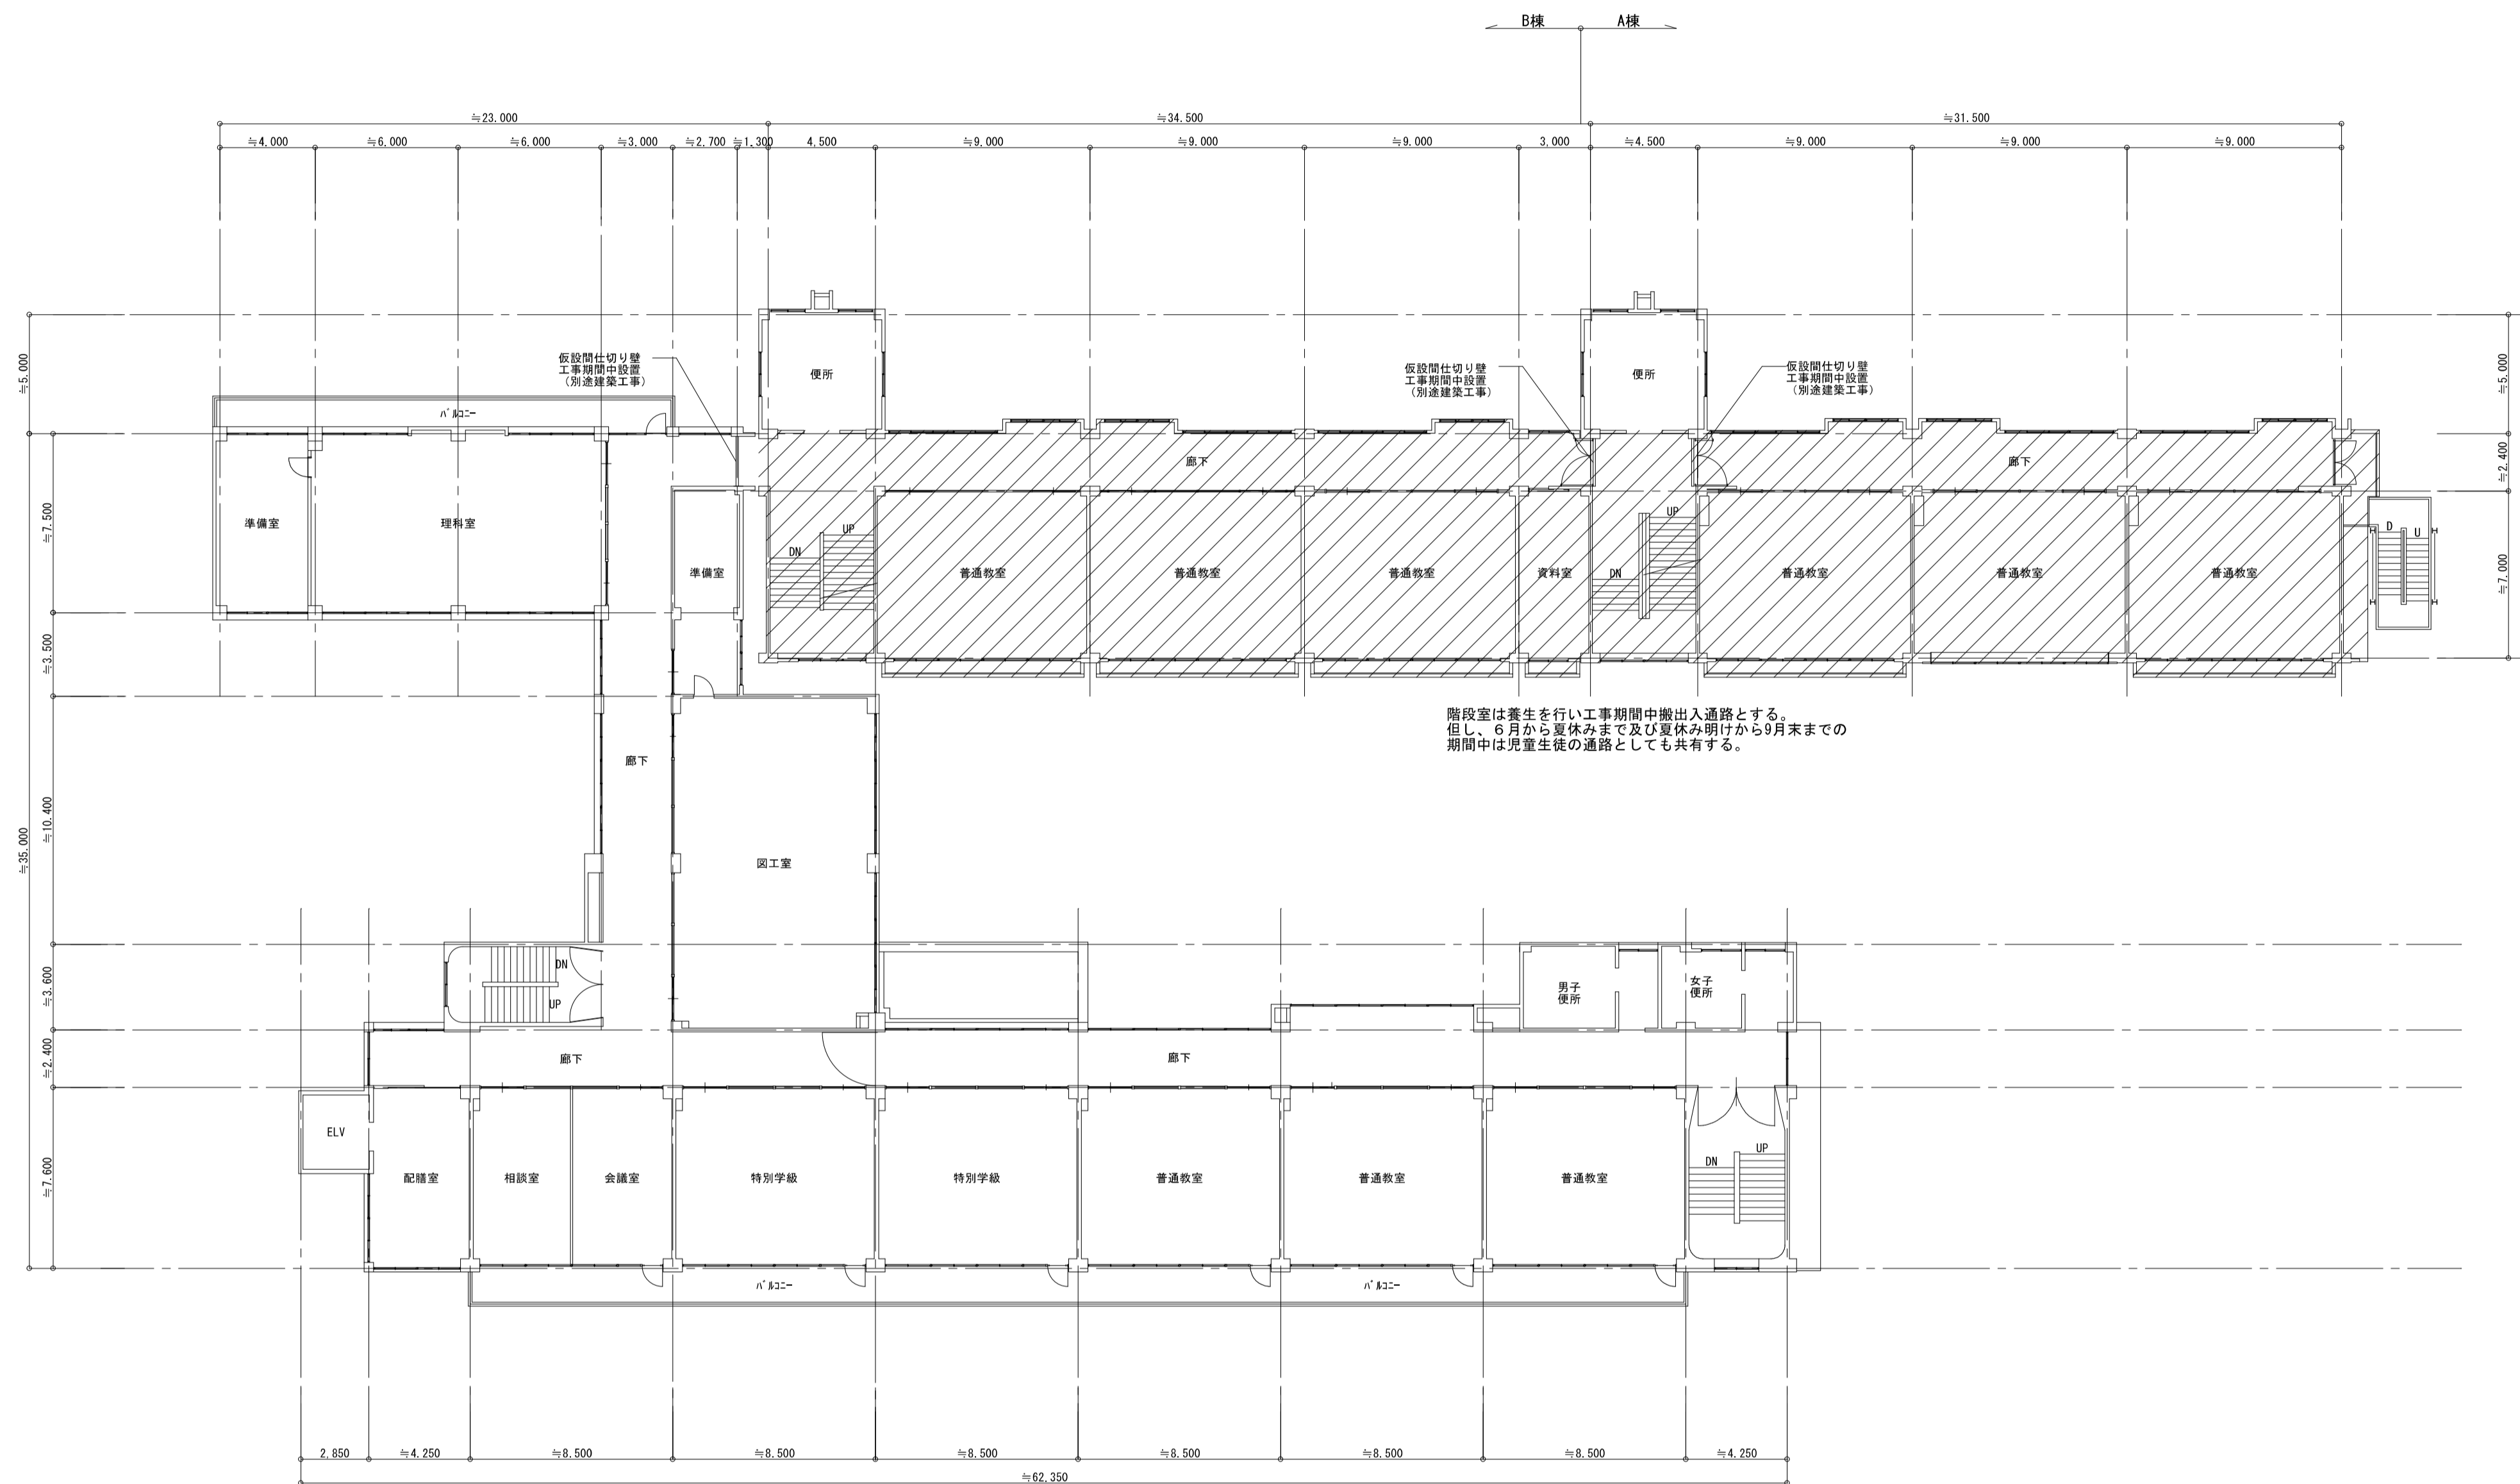 B棟 A棟
≒23.000 ≒34.500 ≒31.500
≒4,000 ≒6,000 ≒6,000 ≒3,000 ≒2.700 ≒1.300 4,500 ≒9.000 ≒9.000 ≒9.000 3,000 ≒4.500 ≒9.000 ≒9.000 ≒9.000
≒5.000
≒5.000
仮設間仕切り壁
工事期間中設置
（別途建築工事）
便所
仮設間仕切り壁
工事期間中設置
（別途建築工事）
便所
仮設間仕切り壁
工事期間中設置
（別途建築工事）
バルコニー
廊下
廊下
≒2.400
≒7.500
準備室
理科室
準備室
DN
UP
普通教室
普通教室
普通教室
資料室
DN
UP
普通教室
普通教室
普通教室
D
U
≒7.000
≒3.500
階段室は養生を行い工事期間中搬出入通路とする。
但し、６月から夏休みまで及び夏休み明けから9月末までの
期間中は児童生徒の通路としても共有する。
廊下
≒10.400
≒35.000
図工室
≒3.600
DN
UP
男子
便所
女子
便所
≒2.400
廊下
廊下
ELV
≒7.600
配膳室
相談室
会議室
特別学級
特別学級
普通教室
普通教室
普通教室
DN
UP
バルコニー
バルコニー
2,850 ≒4.250 ≒8.500 ≒8.500 ≒8.500 ≒8.500 ≒8.500 ≒8.500 ≒4.250
≒62,350